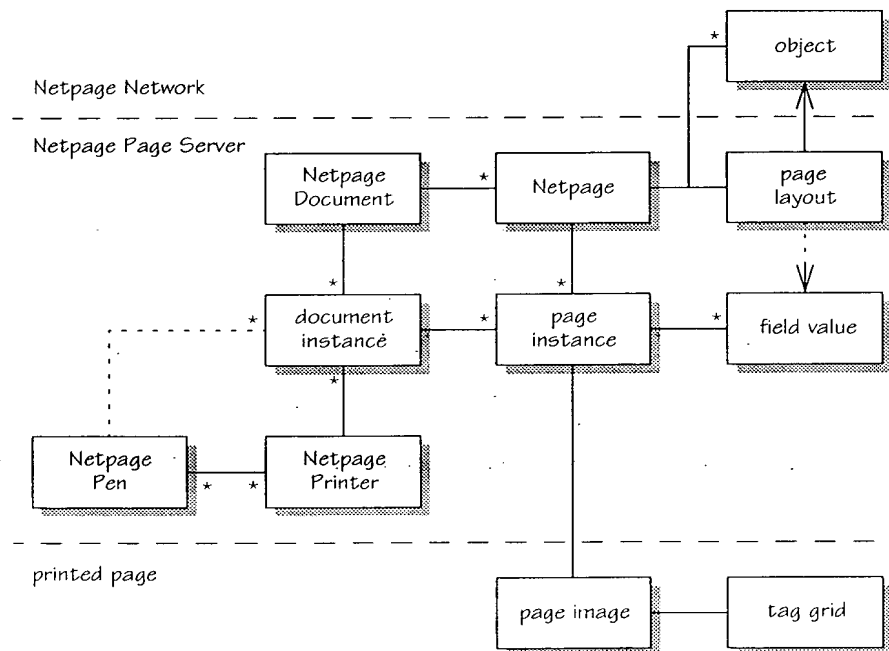 *
object
Netpage Network
Netpage Page Server
Netpage
Document
*
Netpage
page
layout
*
*
*
document
instance
*
page
instance
*
field value
*
Netpage
Pen
*
*
Netpage
Printer
printed page
page image
tag grid